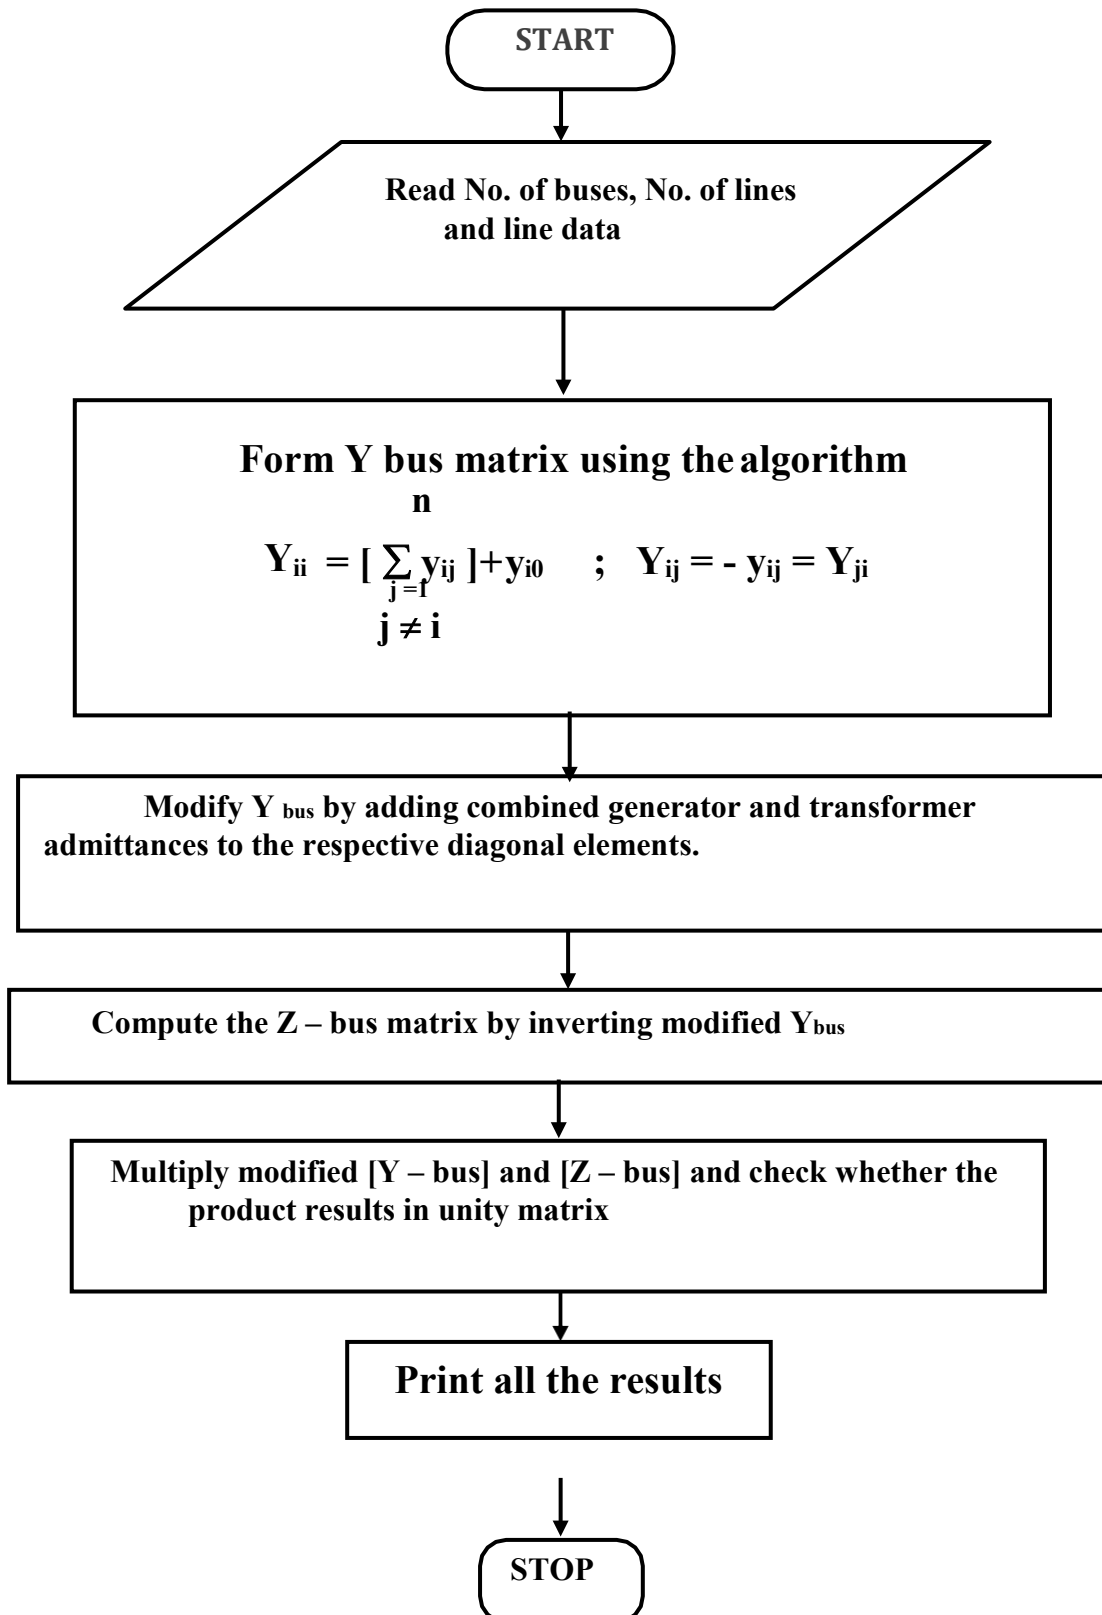 START
Read No. of buses, No. of lines
and line data
Form Y bus matrix using the algorithm
n
Yii = [ ∑ yij ]+yi0 ; Yij = - yij = Yji
j =1
j ≠ i
Modify Y bus by adding combined generator and transformer
admittances to the respective diagonal elements.
Compute the Z – bus matrix by inverting modified Ybus
Multiply modified [Y – bus] and [Z – bus] and check whether the
product results in unity matrix
Print all the results
STOP